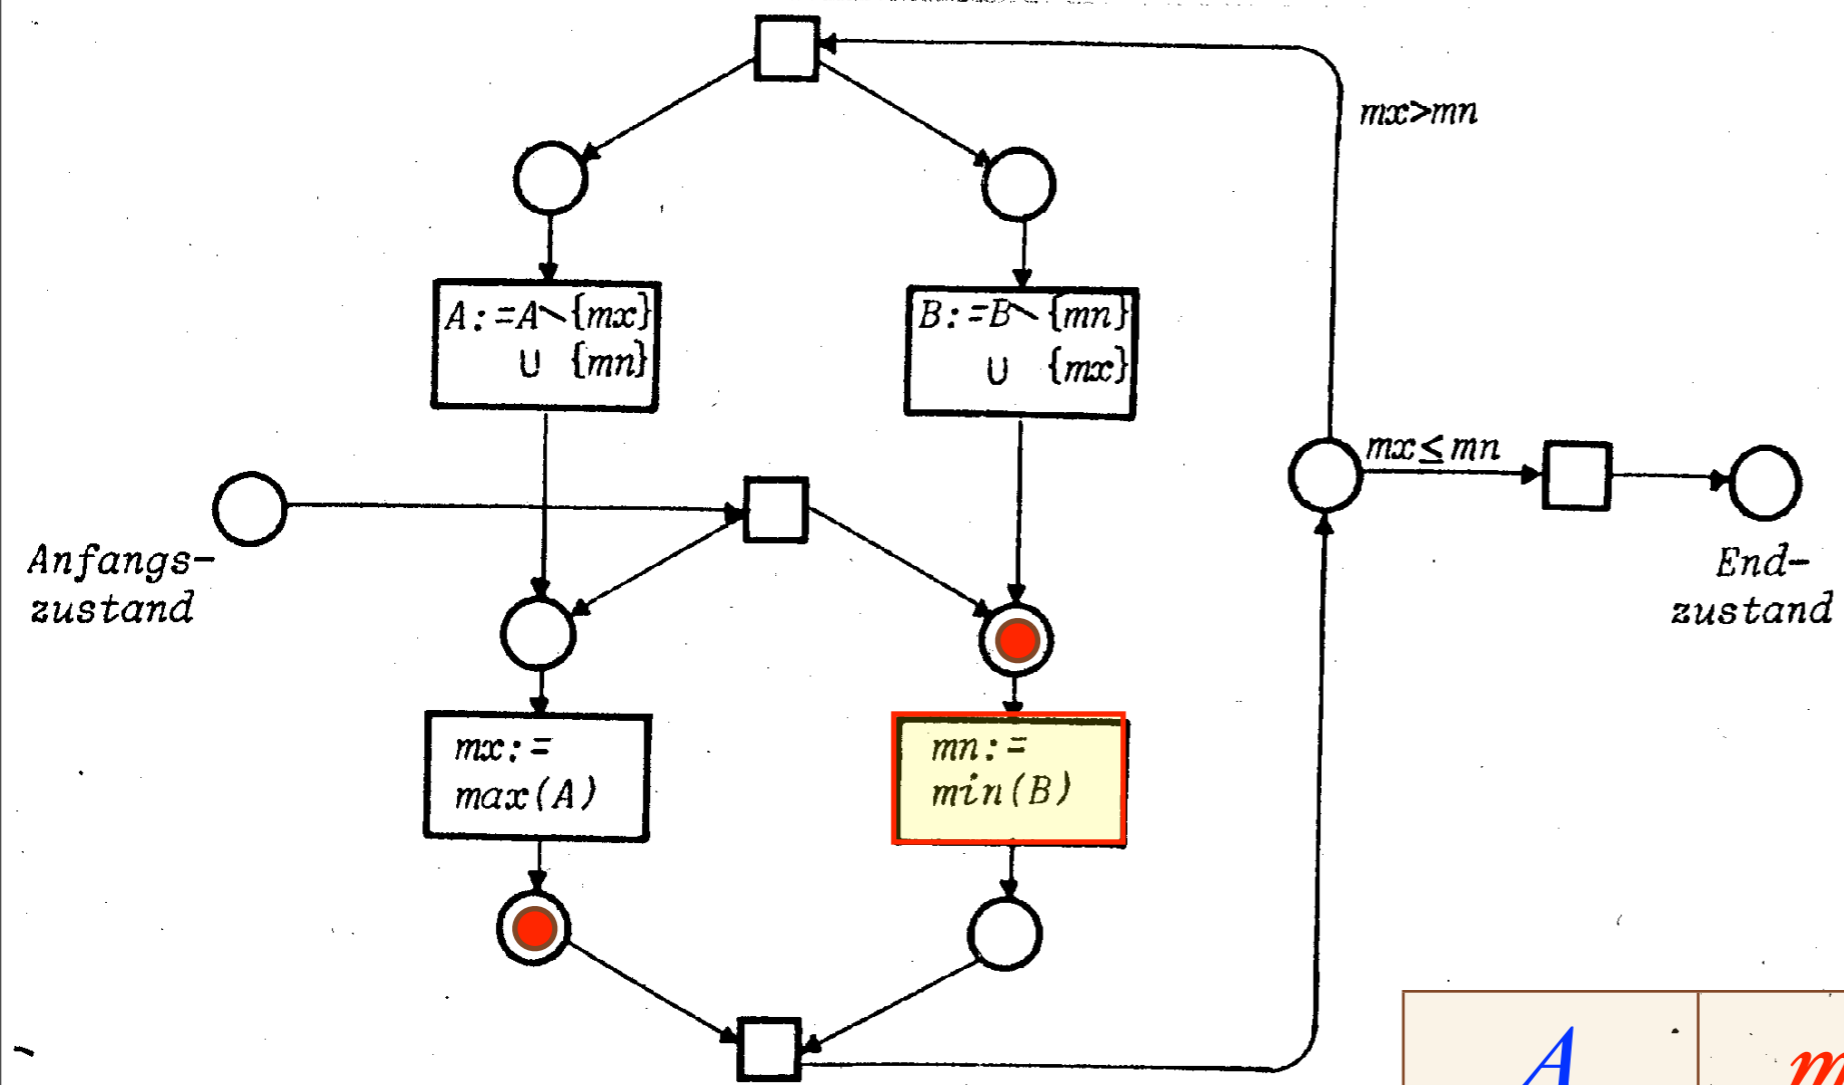 mx>mn
A:=A\{mx}
∪ {mn}
B:=B\{mn}
∪ {mx}
mx≤mn
Anfangs-
zustand
End-
zustand
mx:=
max(A)
mn:=
min(B)
A